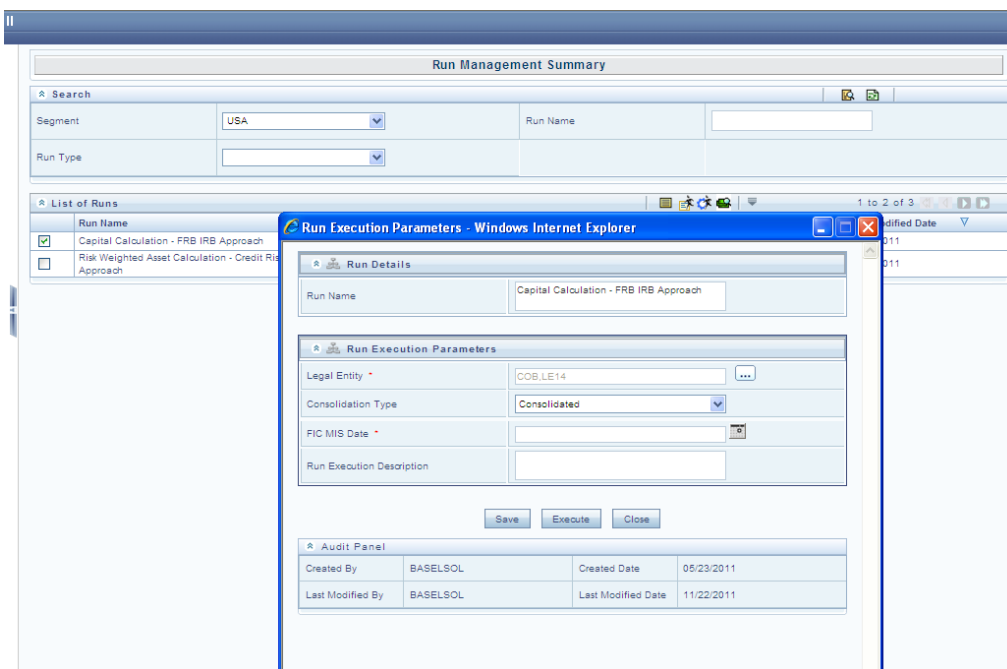 Run Management Summary
Search
Segment USA Run Name
Run Type
List of Runs 1 to 2 of 3
Run Name dified Date
Capital Calculation - FRB IRB Approach 011
Risk Weighted Asset Calculation - Credit Ris 011
Approach
Run Execution Parameters - Windows Internet Explorer
Run Details
Run Name Capital Calculation - FRB IRB Approach
Run Execution Parameters
Legal Entity * COB,LE14 ...
Consolidation Type Consolidated
FIC MIS Date *
Run Execution Description
Save Execute Close
Audit Panel
Created By BASELSOL Created Date 05/23/2011
Last Modified By BASELSOL Last Modified Date 11/22/2011